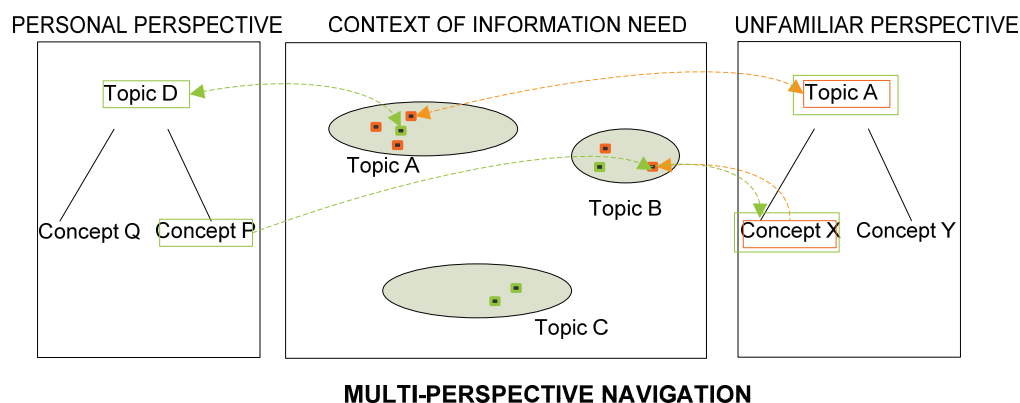 PERSONAL PERSPECTIVE
CONTEXT OF INFORMATION NEED
UNFAMILIAR PERSPECTIVE
Topic D
Topic A
Topic A
Topic B
Concept Q
Concept P
Concept X
Concept Y
Topic C
MULTI-PERSPECTIVE NAVIGATION